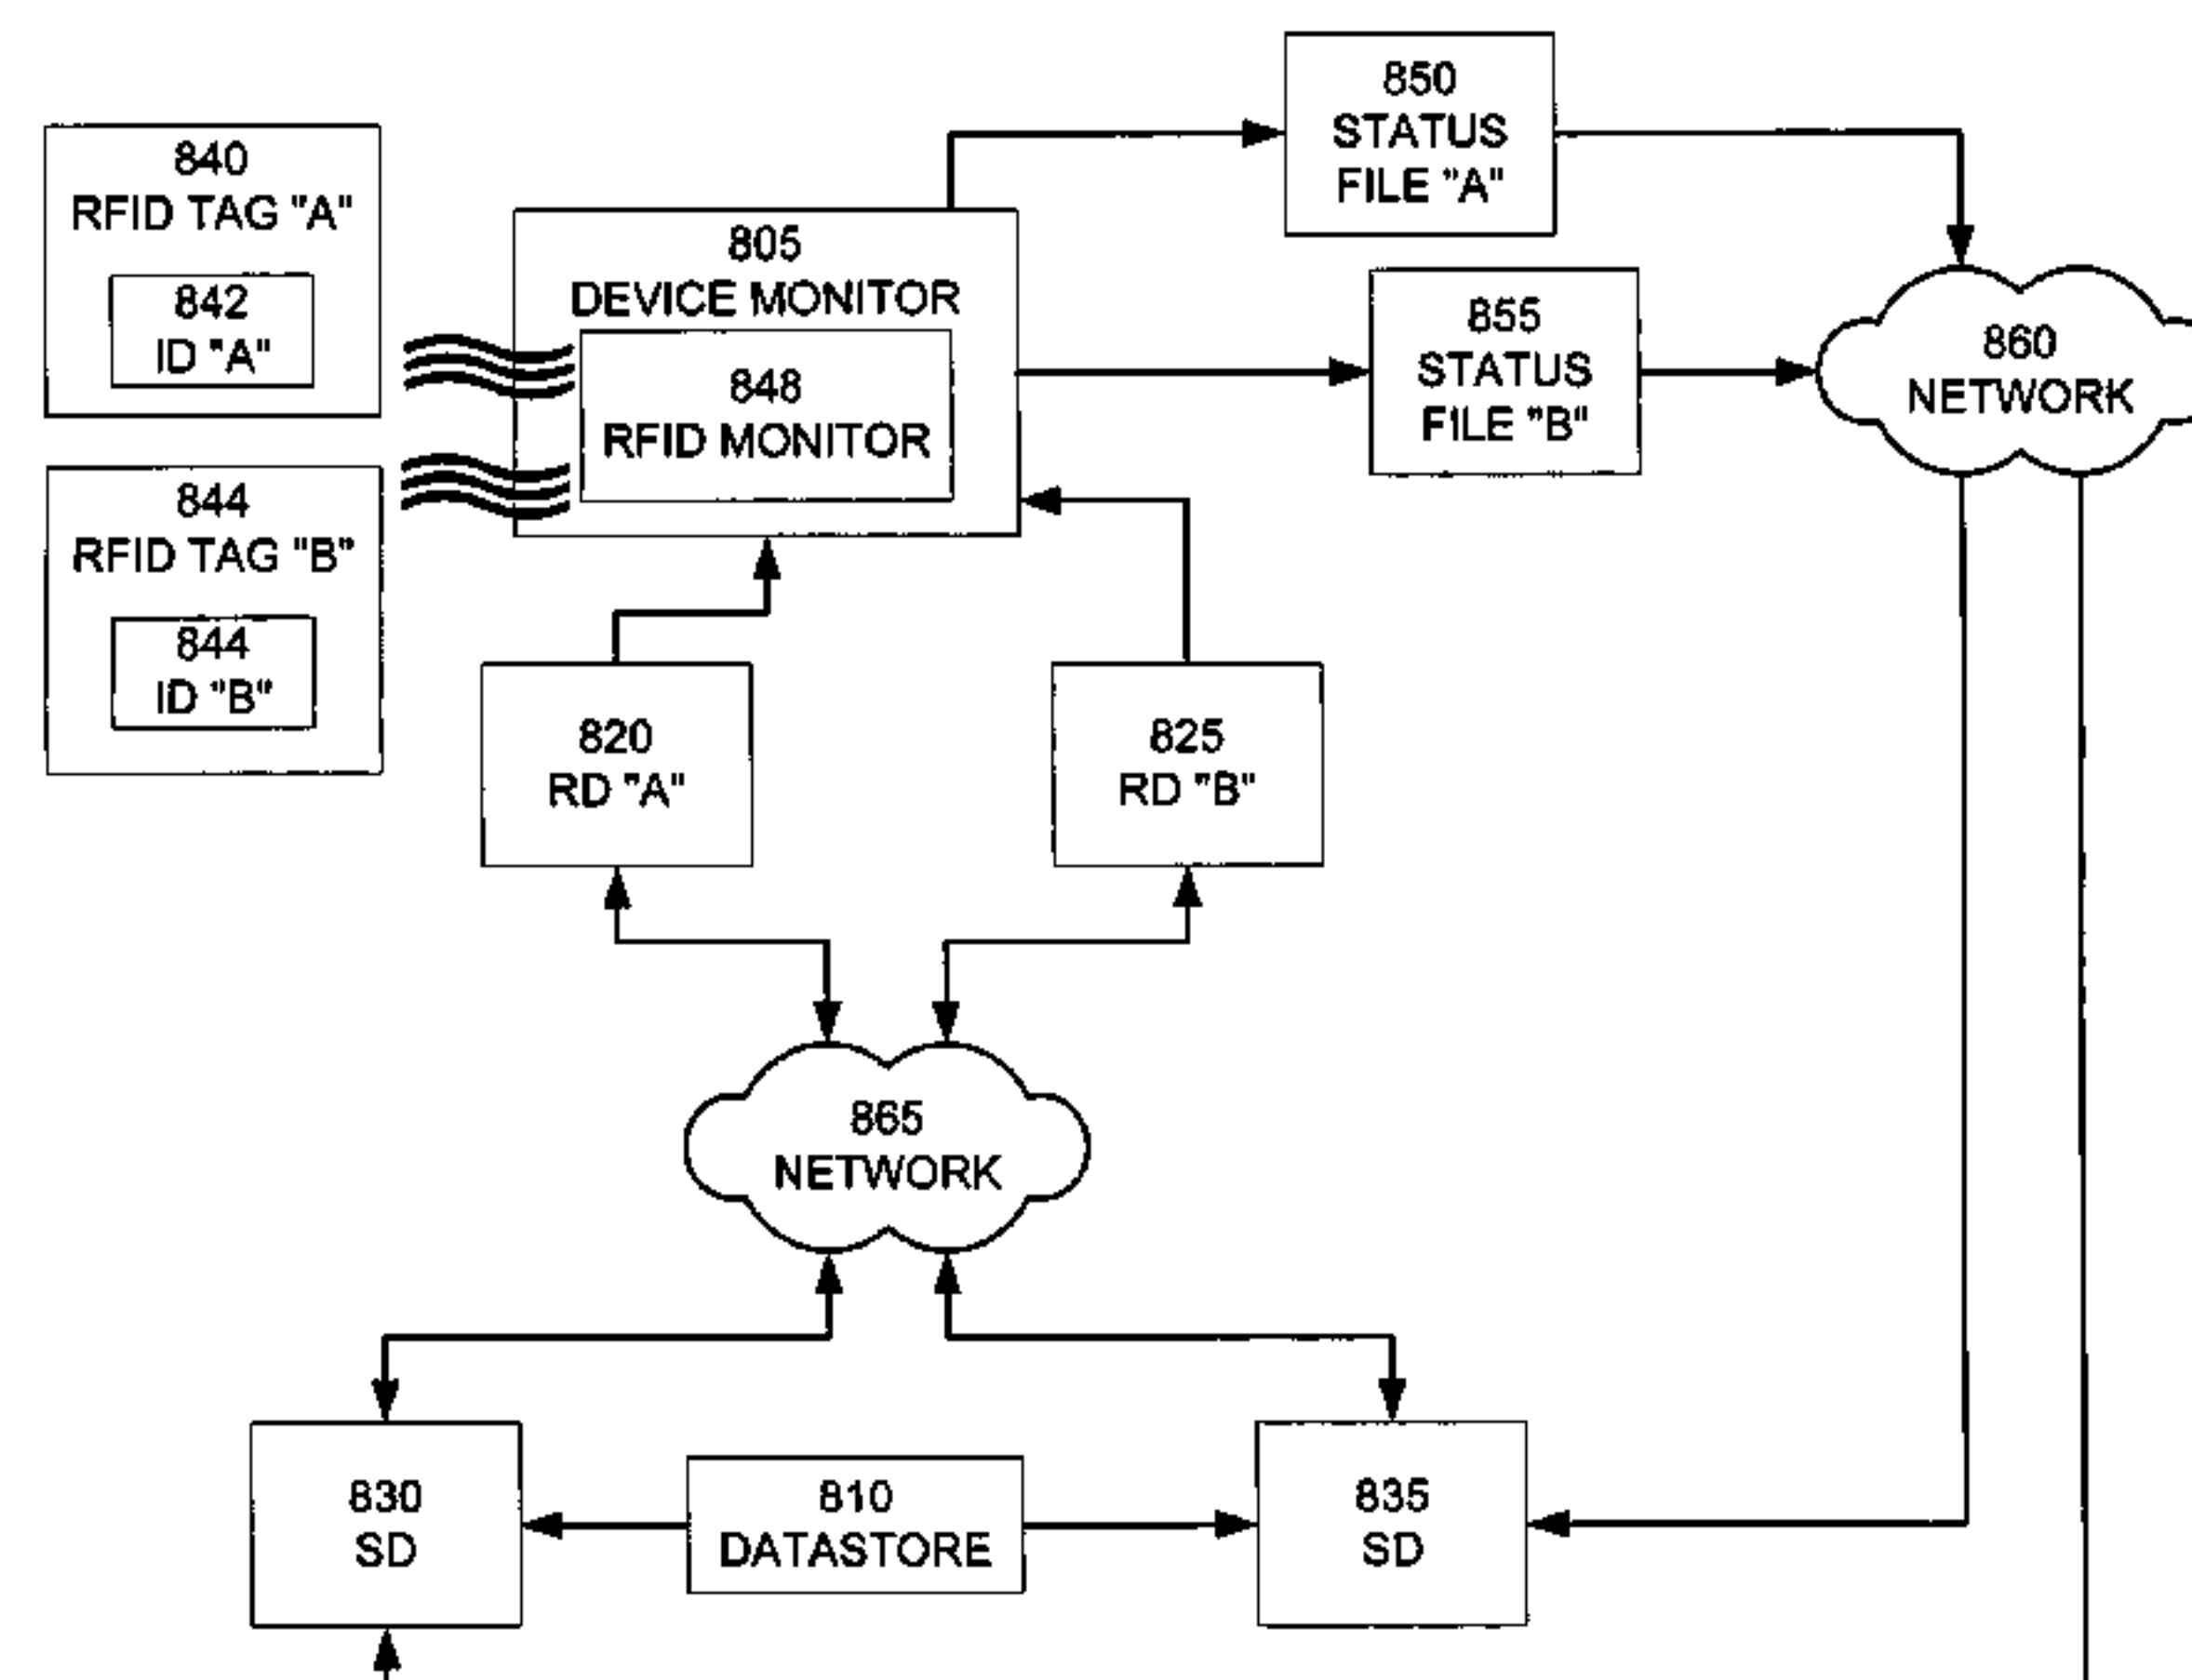 850
STATUS
FILE "A"
840
RFID TAG "A"
842
ID "A"
805
DEVICE MONITOR
848
RFID MONITOR
855
STATUS
FILE "B"
860
NETWORK
844
RFID TAG "B"
844
ID "B"
820
RD "A"
825
RD "B"
865
NETWORK
830
SD
810
DATASTORE
835
SD